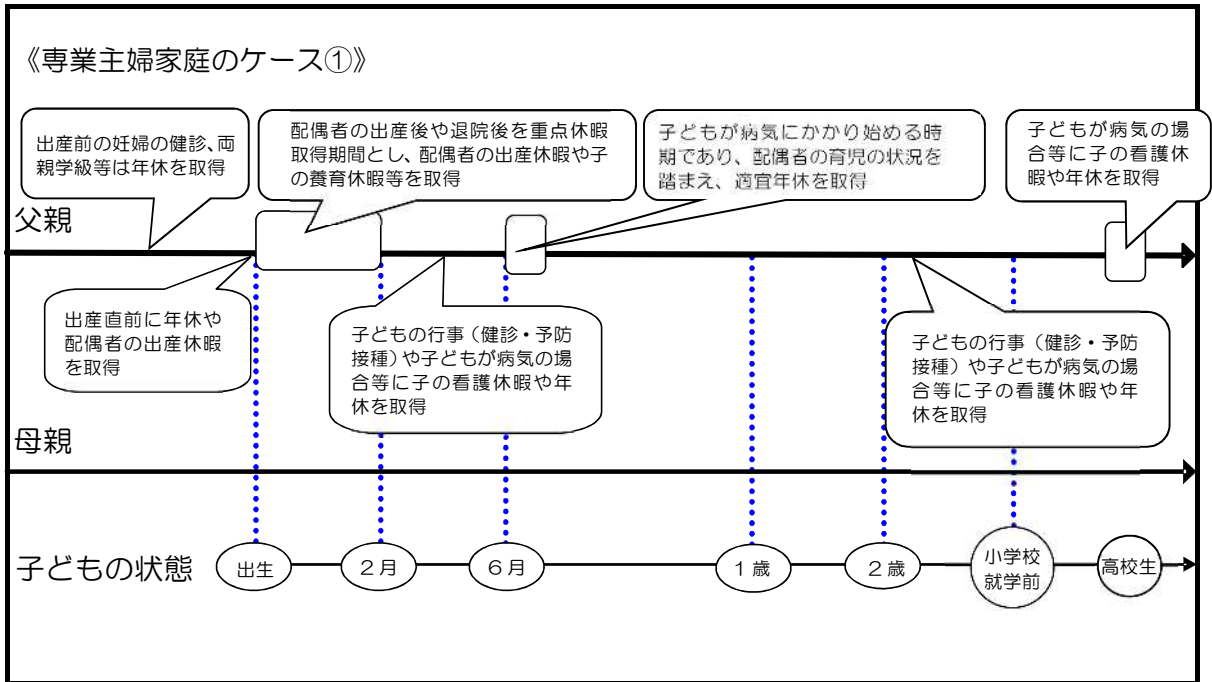 《専業主婦家庭のケース①》
出産前の妊婦の健診、両
親学級等は年休を取得
配偶者の出産後や退院後を重点休暇
取得期間とし、配偶者の出産休暇や子
の養育休暇等を取得
子どもが病気にかかり始める時
期であり、配偶者の育児の状況を
踏まえ、適宜年休を取得
子どもが病気の場
合等に子の看護休
暇や年休を取得
父親
出産直前に年休や
配偶者の出産休暇
を取得
子どもの行事（健診・予防
接種）や子どもが病気の場
合等に子の看護休暇や年
休を取得
子どもの行事（健診・予防
接種）や子どもが病気の場
合等に子の看護休暇や年
休を取得
母親
子どもの状態
出生
２月
６月
１歳
２歳
小学校
就学前
高校生